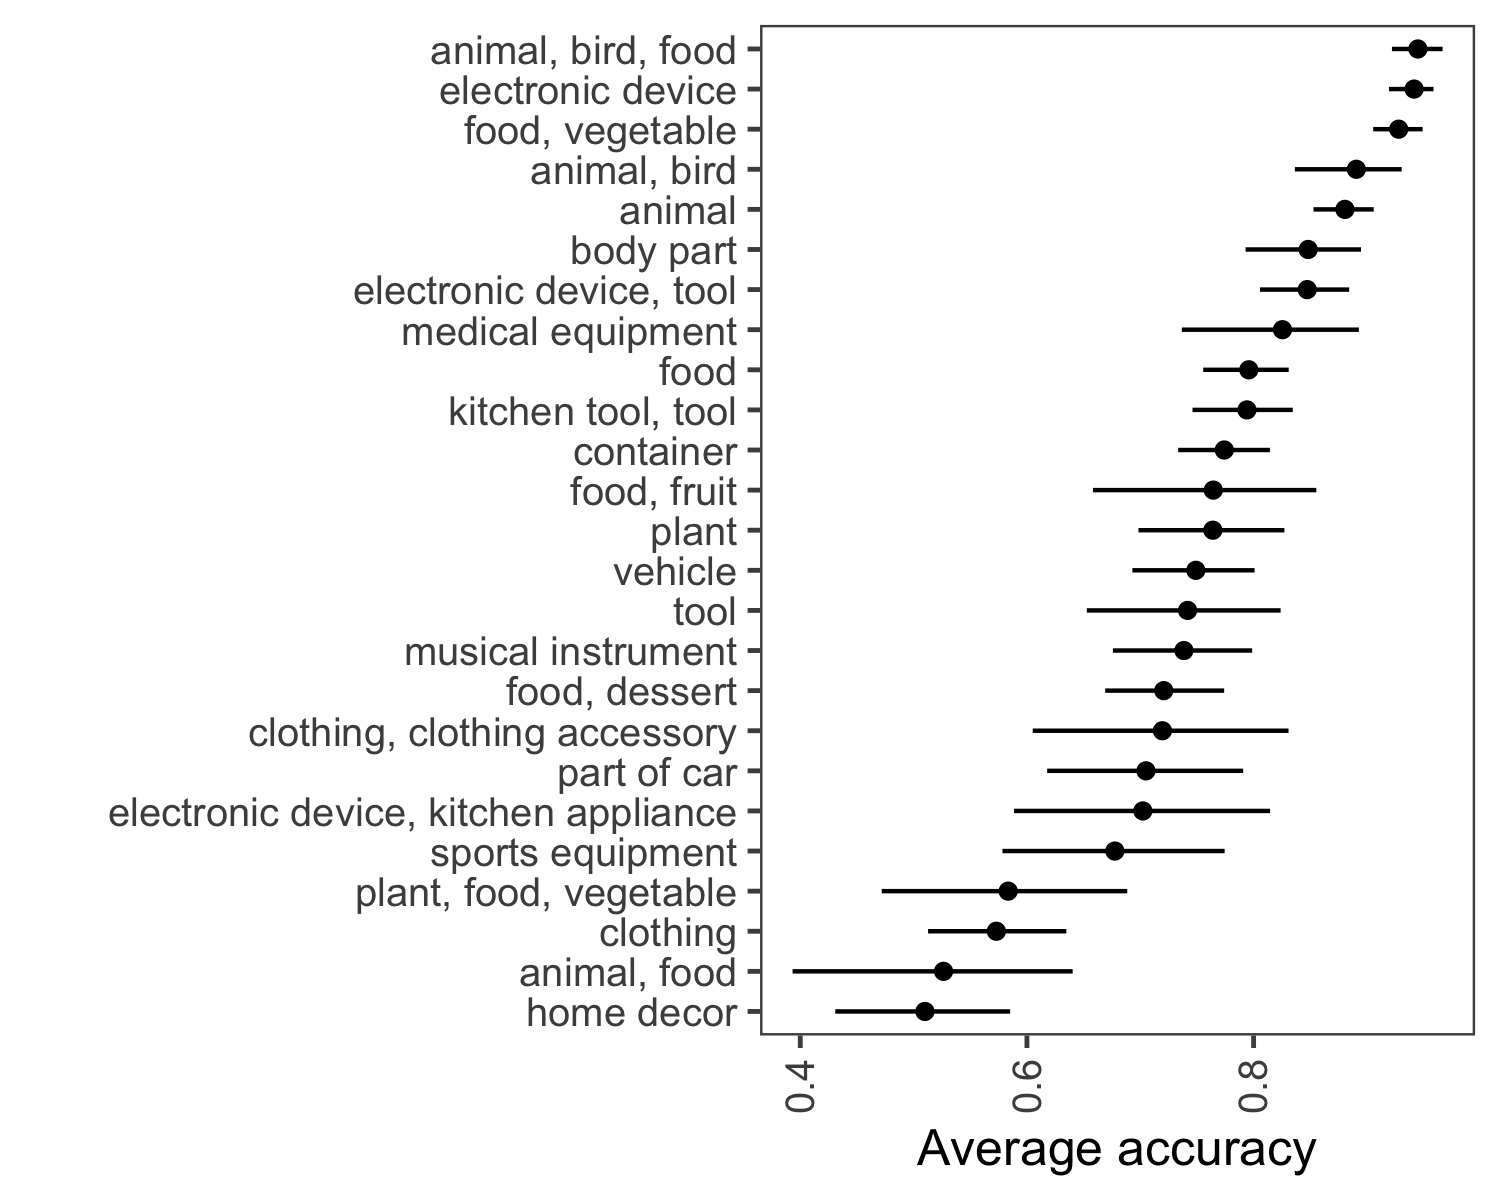 animal, bird, food
electronic device
food, vegetable
animal, bird
animal
body part
electronic device, tool
medical equipment
food
kitchen tool, tool
container
food, fruit
plant
vehicle
tool
musical instrument
food, dessert
clothing, clothing accessory
part of car
electronic device, kitchen appliance
sports equipment
plant, food, vegetable
clothing
animal, food
home decor
0.4
0.6
0.8
Average accuracy